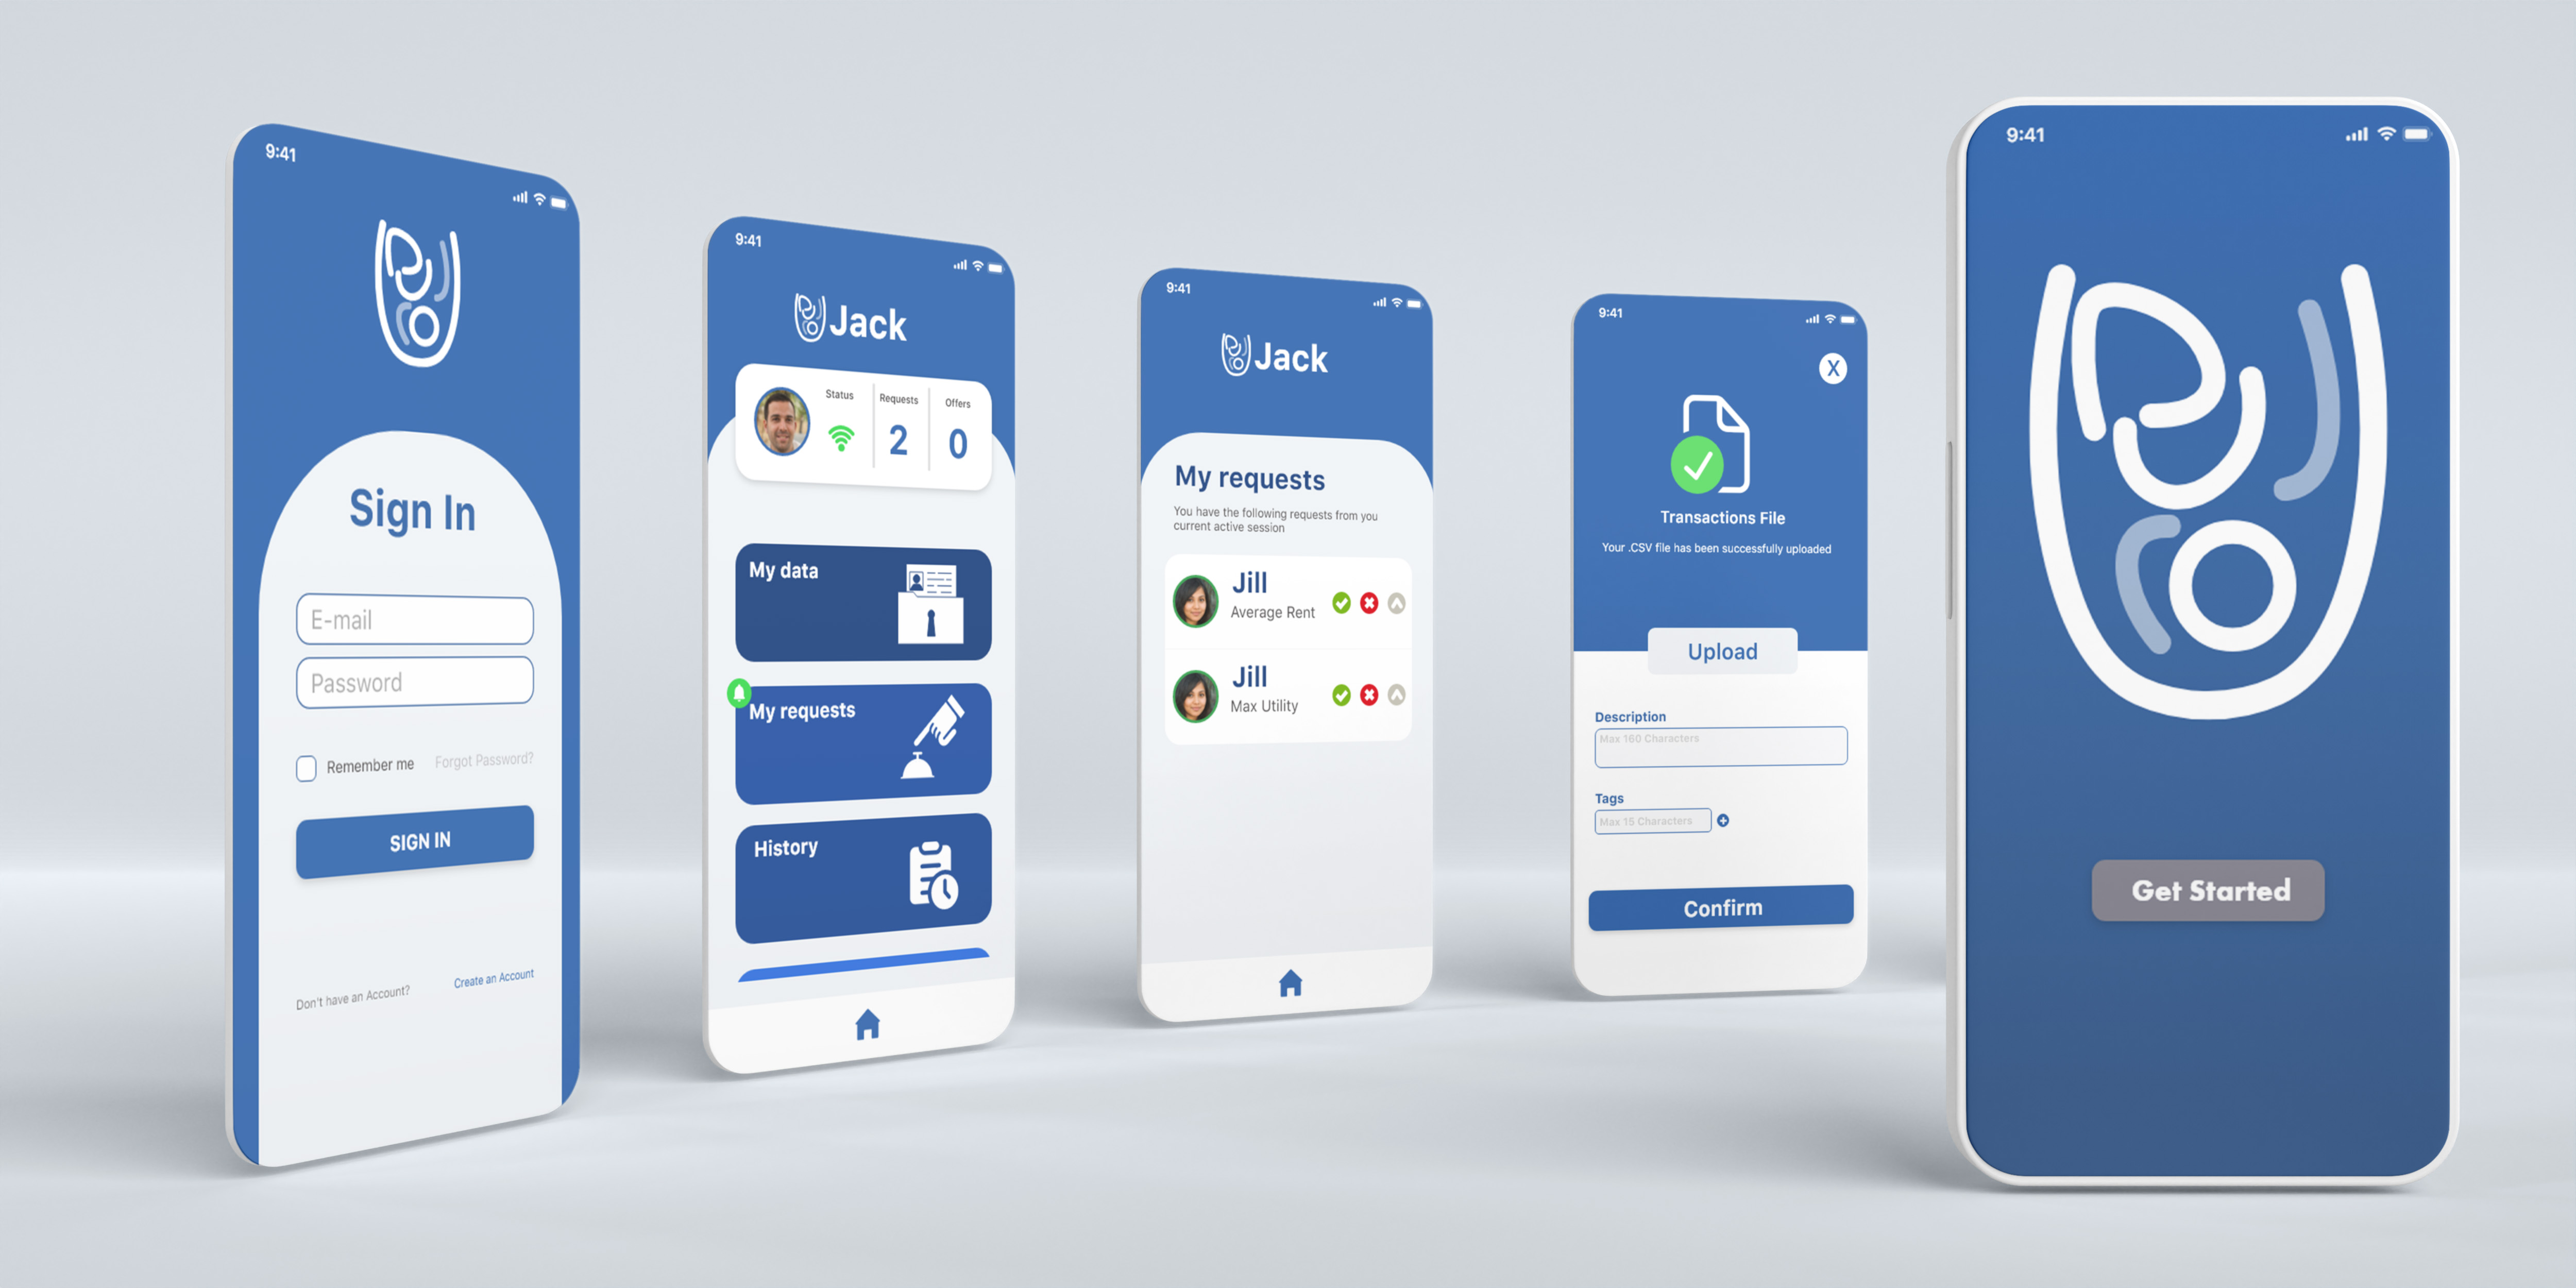 9:41
Sign In
E-mail
Password
Remember me
Forgot Password?
SIGN IN
Don't have an Account?
Create an Account
9:41
Jack
Status
Requests
Offers
2
0
My data
My requests
History
9:41
Jack
My requests
You have the following requests from you
current active session
Jill
Average Rent
Jill
Max Utility
9:41
X
Transactions File
Your .CSV file has been successfully uploaded
Upload
Description
Max 160 Characters
Tags
Max 15 Characters
Confirm
9:41
Get Started